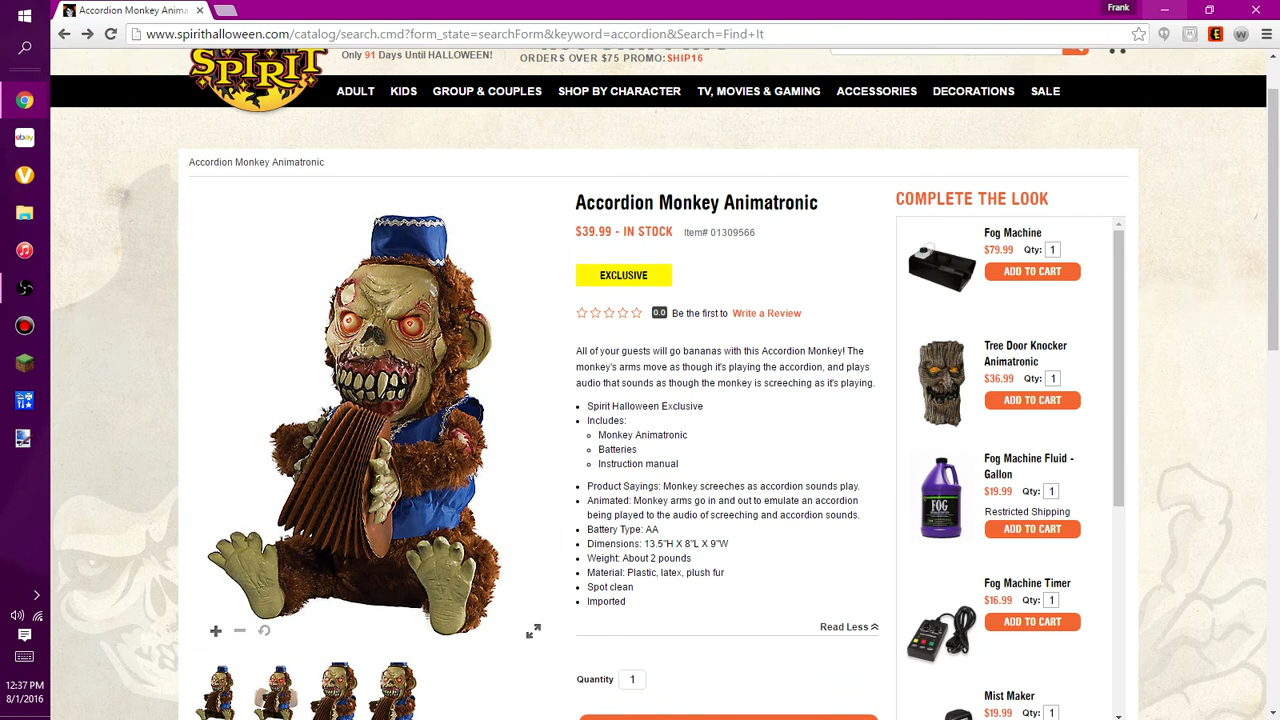 Accordion Monkey Anima
Frank
www.spirithalloween.com/catalog/search.cmd?form_state=searchForm&keyword=accordion&Search=Find+It
SPIRIT
Only 91 Days Until HALLOWEEN!
ORDERS OVER $75 PROMO:SHIP16
ADULT KIDS GROUP & COUPLES SHOP BY CHARACTER TV, MOVIES & GAMING ACCESSORIES DECORATIONS SALE
Accordion Monkey Animatronic
Accordion Monkey Animatronic
$39.99 - IN STOCK Item# 01309566
EXCLUSIVE
0.0 Be the first to Write a Review
All of your guests will go bananas with this Accordion Monkey! The
monkey's arms move as though it's playing the accordion, and plays
audio that sounds as though the monkey is screeching as it's playing.
Spirit Halloween Exclusive
Includes:
Monkey Animatronic
Batteries
Instruction manual
Product Sayings: Monkey screeches as accordion sounds play.
Animated: Monkey arms go in and out to emulate an accordion
being played to the audio of screeching and accordion sounds.
Battery Type: AA
Dimensions: 13.5"H X 8"L X 9"W
Weight: About 2 pounds
Material: Plastic, latex, plush fur
Spot clean
Imported
Read Less
Quantity 1
COMPLETE THE LOOK
Fog Machine
$79.99 Qty: 1
ADD TO CART
Tree Door Knocker
Animatronic
$36.99 Qty: 1
ADD TO CART
Fog Machine Fluid -
Gallon
$19.99 Qty: 1
Restricted Shipping
ADD TO CART
FOG
Fog Machine Timer
$16.99 Qty: 1
ADD TO CART
Mist Maker
$19.99 Qty: 1
ebay
12:37 PM
8/1/2016